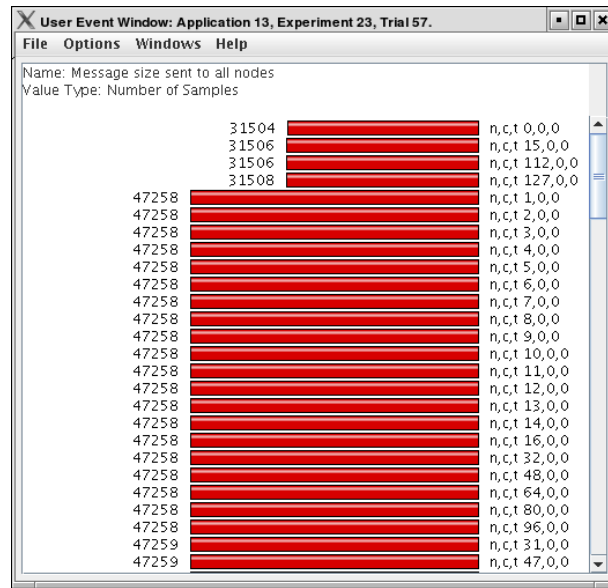 User Event Window: Application 13, Experiment 23, Trial 57.
File Options Windows Help
Name: Message size sent to all nodes
Value Type: Number of Samples
31504 n,c,t 0,0,0
31506 n,c,t 15,0,0
31506 n,c,t 112,0,0
31508 n,c,t 127,0,0
47258 n,c,t 1,0,0
47258 n,c,t 2,0,0
47258 n,c,t 3,0,0
47258 n,c,t 4,0,0
47258 n,c,t 5,0,0
47258 n,c,t 6,0,0
47258 n,c,t 7,0,0
47258 n,c,t 8,0,0
47258 n,c,t 9,0,0
47258 n,c,t 10,0,0
47258 n,c,t 11,0,0
47258 n,c,t 12,0,0
47258 n,c,t 13,0,0
47258 n,c,t 14,0,0
47258 n,c,t 16,0,0
47258 n,c,t 32,0,0
47258 n,c,t 48,0,0
47258 n,c,t 64,0,0
47258 n,c,t 80,0,0
47258 n,c,t 96,0,0
47259 n,c,t 31,0,0
47259 n,c,t 47,0,0